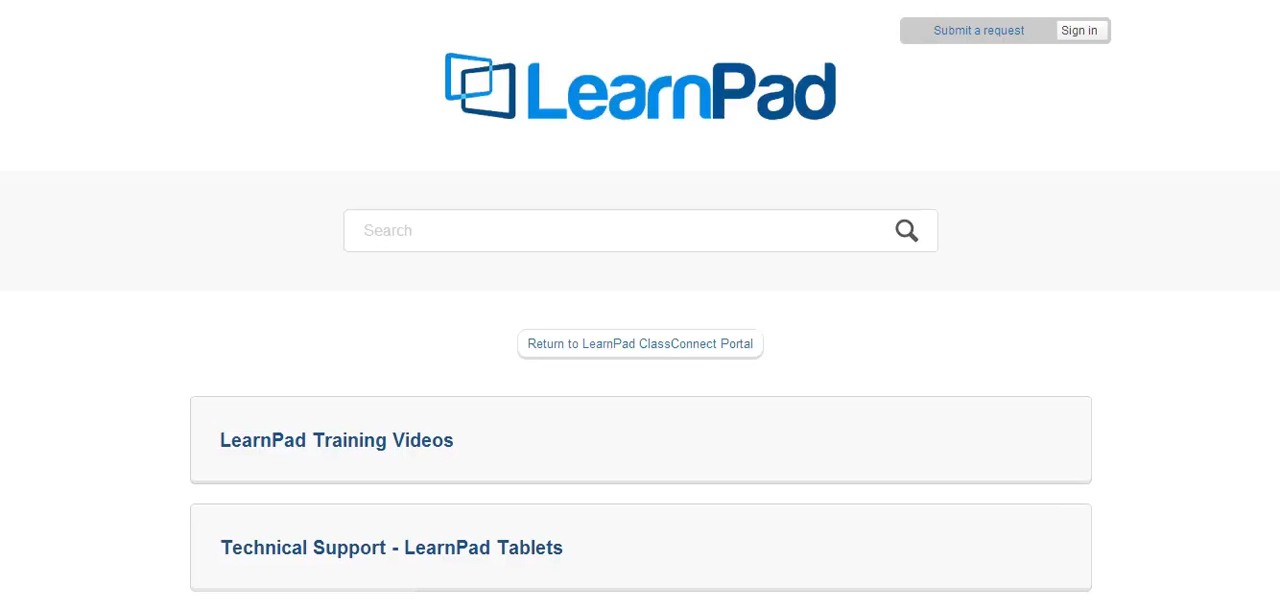 Submit a request Sign in
LearnPad
Search
Return to LearnPad ClassConnect Portal
LearnPad Training Videos
Technical Support - LearnPad Tablets